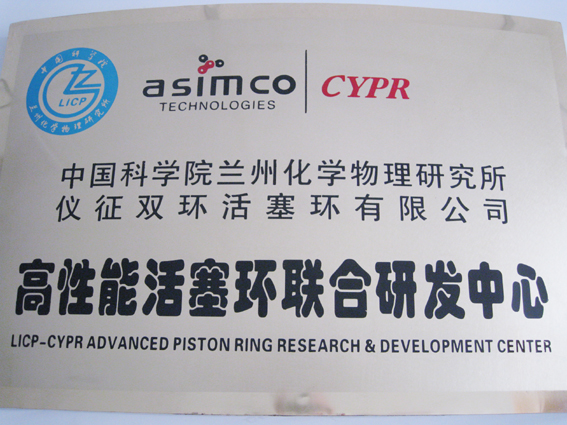 中国科学院
LICP
兰州化学物理研究所
asimco
TECHNOLOGIES
CYPR
中国科学院兰州化学物理研究所
仪征双环活塞环有限公司
高性能活塞环联合研发中心
LICP-CYPR ADVANCED PISTON RING RESEARCH & DEVELOPMENT CENTER